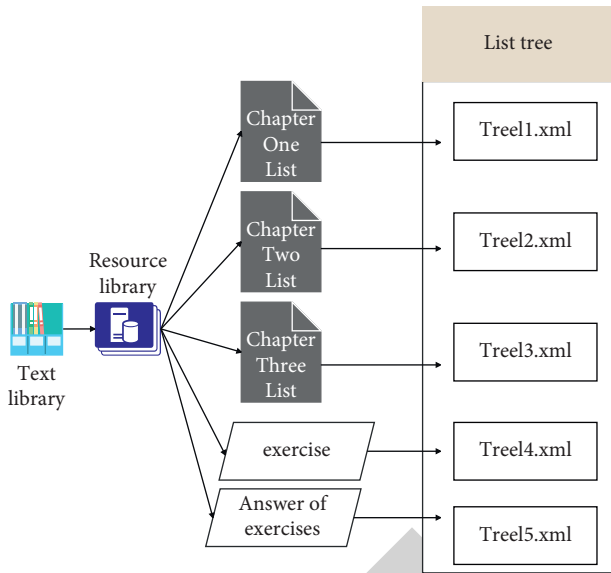 List tree
Chapter
One
List
Treel1.xml
Chapter
Two
List
Treel2.xml
Resource
library
Chapter
Three
List
Treel3.xml
Text
library
exercise
Treel4.xml
Answer of
exercises
Treel5.xml